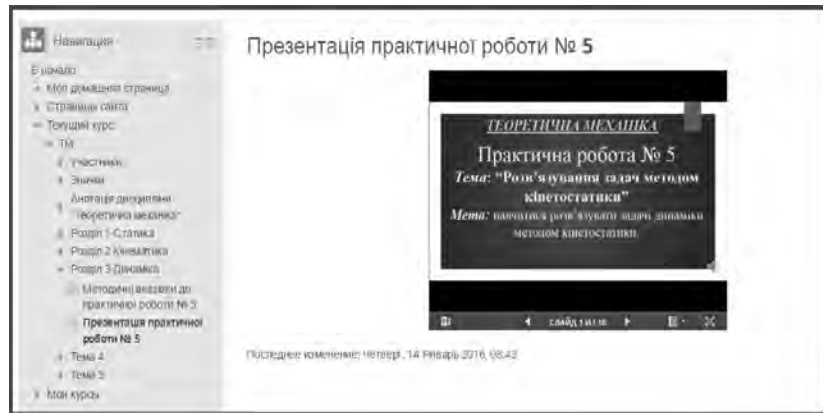 Навигация
В начало
Моя домашняя страница
Страницы сайта
Текущий курс
ТМ
Участники
Значки
Анотація дисципліни
"Теоретична механіка"
Розділ 1 Статика
Розділ 2 Кінематика
Розділ 3 Динаміка
Методичні вказівки до
практичної роботи № 5
Презентація практичної
роботи № 5
Тема 4
Тема 5
Мои курсы
Презентація практичної роботи № 5
ТЕОРЕТИЧНА МЕХАНІКА
Практична робота № 5
Тема: "Розв'язування задач методом
кінетостатики"
Мета: навчитися розв'язувати задачі динаміки
методом кінетостатики.
слайд 1 из
Последнее изменение: Четверг, 14 Январь 2016, 08:43